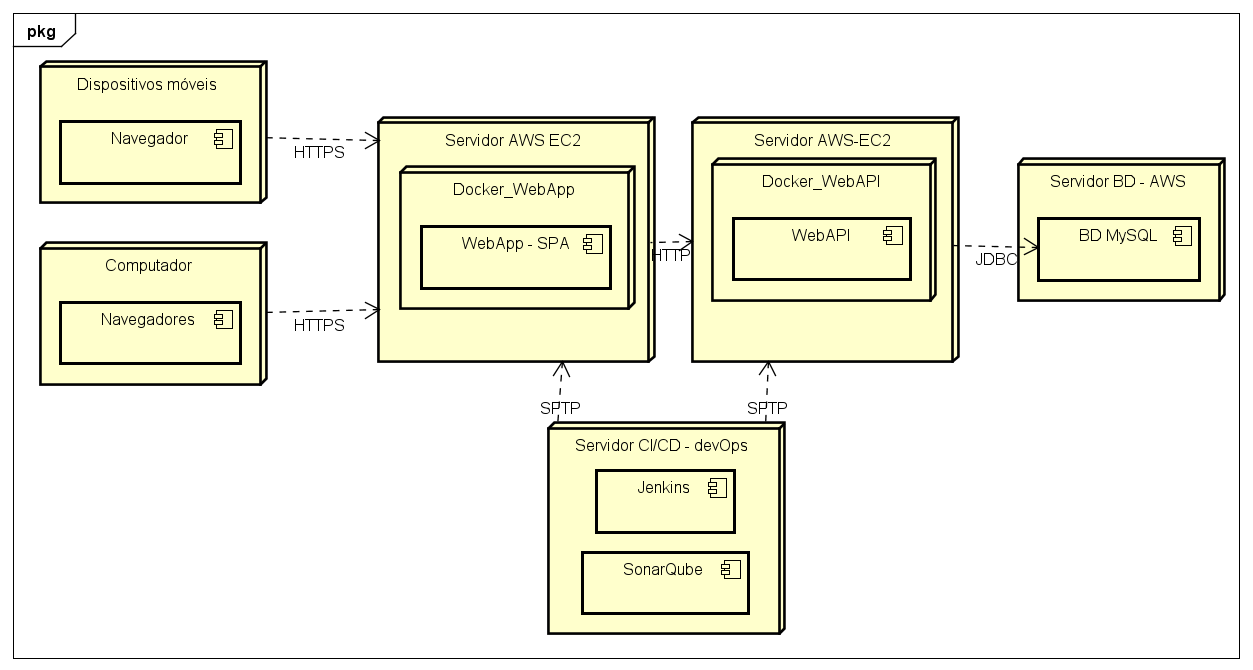 pkg
Dispositivos móveis
Navegador
HTTPS
Computador
Navegadores
HTTPS
Servidor AWS EC2
Docker_WebApp
WebApp - SPA
HTTP
Servidor AWS-EC2
Docker_WebAPI
WebAPI
JDBC
Servidor BD - AWS
BD MySQL
SPTP
SPTP
Servidor CI/CD - devOps
Jenkins
SonarQube